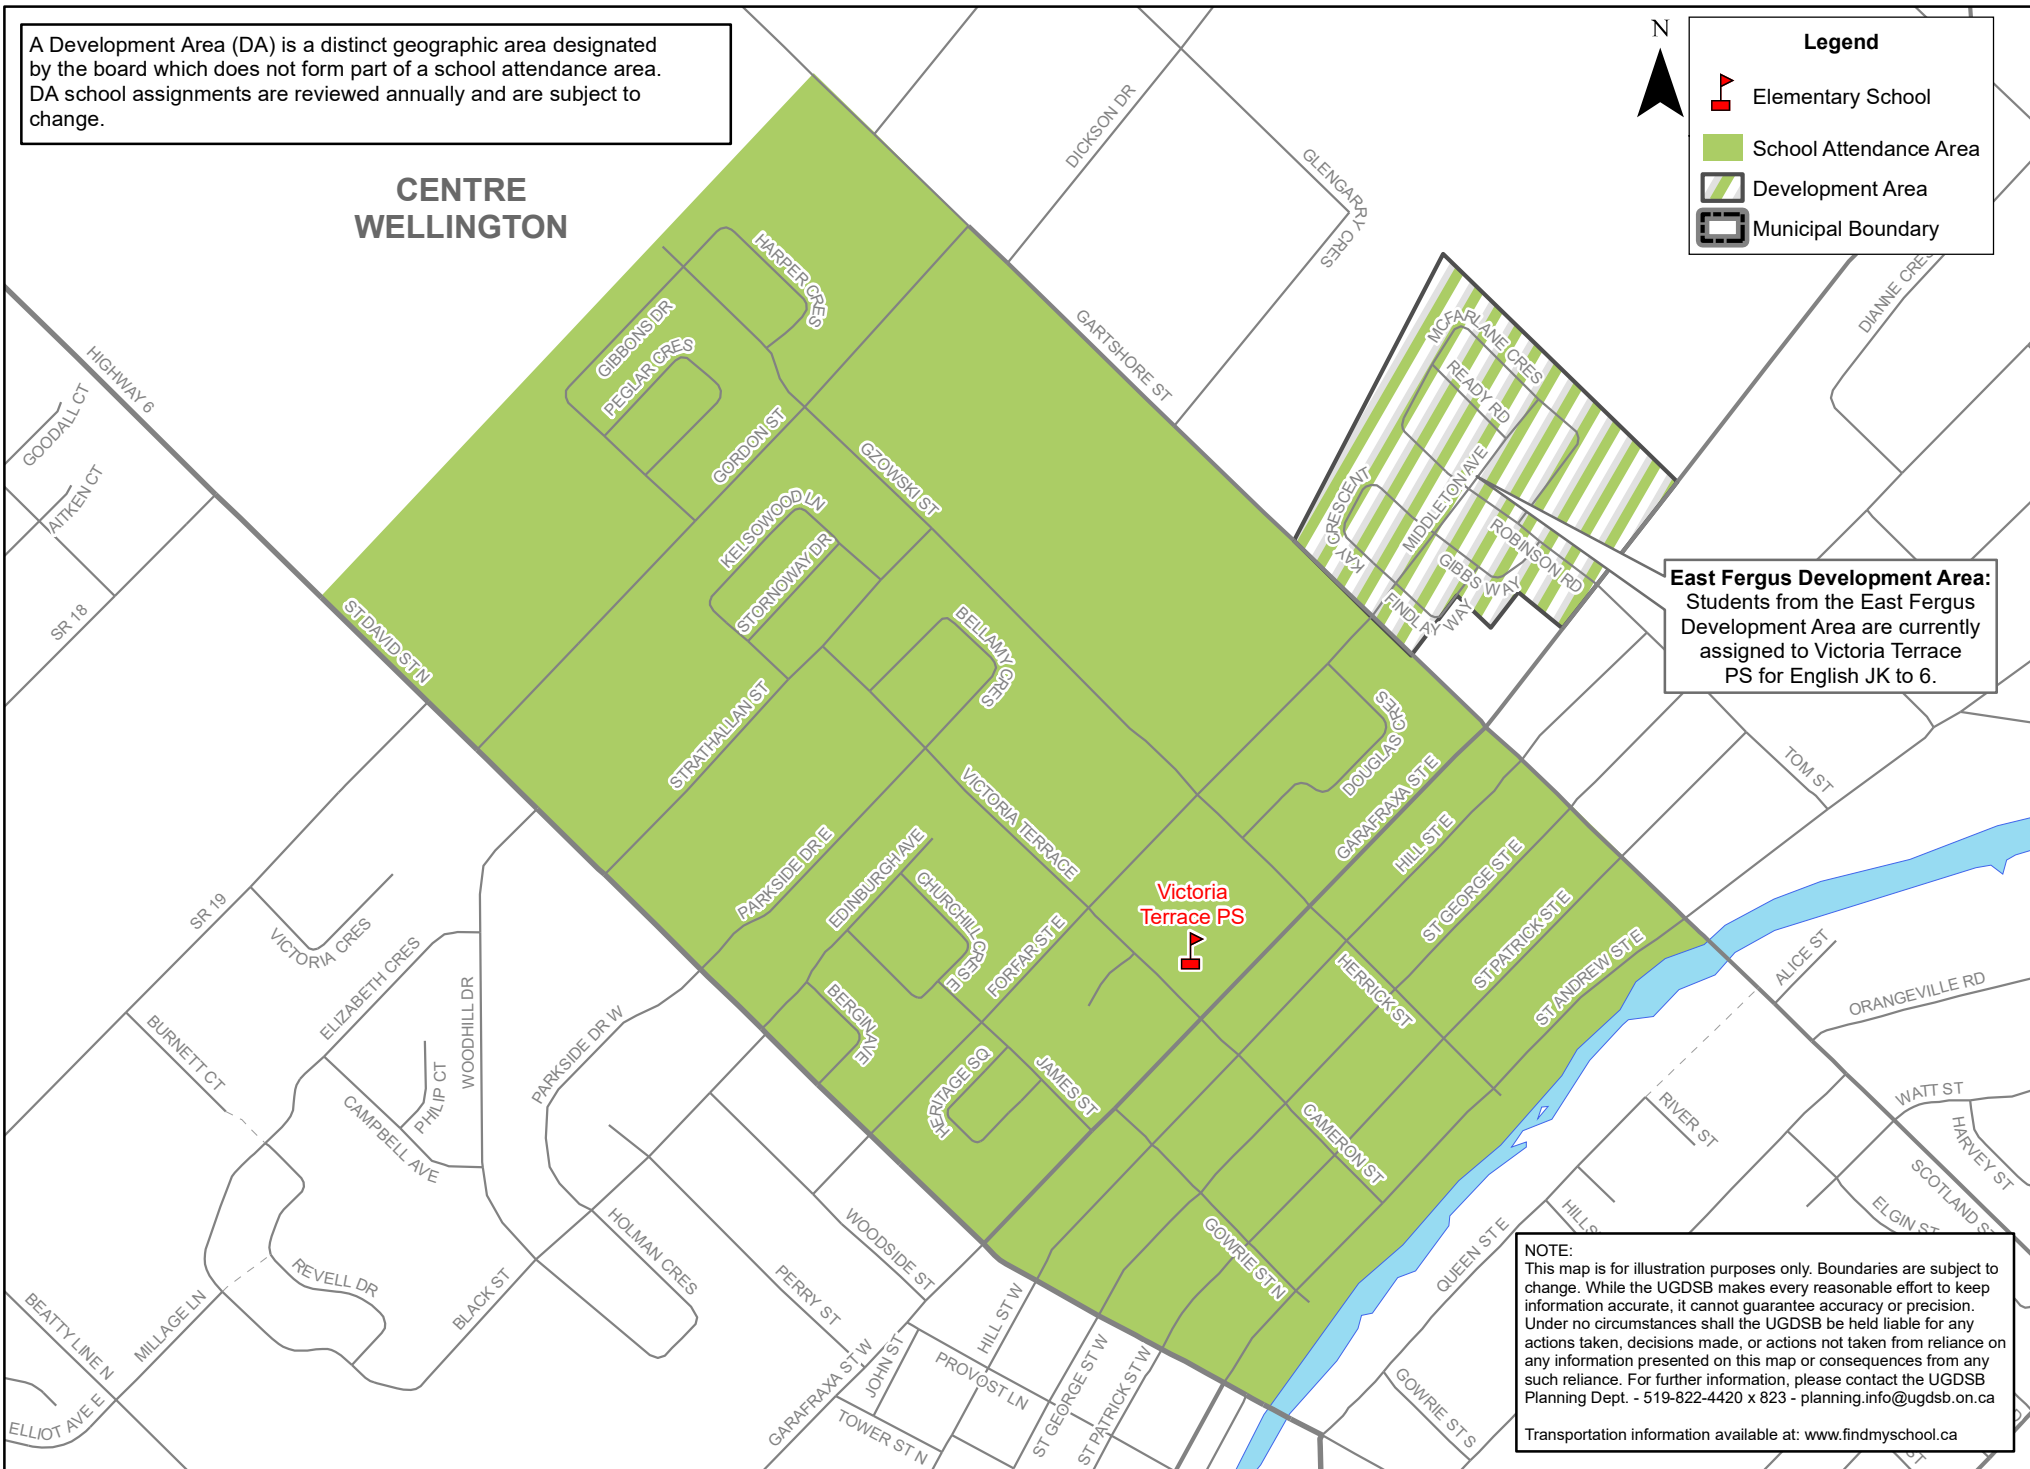 A Development Area (DA) is a distinct geographic area designated
by the board which does not form part of a school attendance area.
DA school assignments are reviewed annually and are subject to
change.
N
Legend
Elementary School
School Attendance Area
Development Area
Municipal Boundary
CENTRE
WELLINGTON
DICKSON DR
GLENGARRY CRES
DIANNE CRES
HARPER CRES
GIBBONS DR
PEGLAR CRES
GARTSHORE ST
MCFARLANE CRES
READY RD
HIGHWAY 6
GOODALL CT
AITKEN CT
GORDON ST
GZOWSKI ST
KAY CRESCENT
MIDDLETON AVE
ROBINSON RD
GIBBS WAY
FINDLAY WAY
KELSOWOOD LN
STORNOWAY DR
East Fergus Development Area:
Students from the East Fergus
Development Area are currently
assigned to Victoria Terrace
PS for English JK to 6.
SR 18
ST DAVID ST N
BELLAMY CRES
STRATHALLAN ST
DOUGLAS CRES
GARAFRAXA ST E
TOM ST
VICTORIA TERRACE
HILL ST E
PARKSIDE DR E
EDINBURGH AVE
CHURCHILL CRES E
ST GEORGE ST E
ST PATRICK ST E
Victoria
Terrace PS
SR 19
VICTORIA CRES
ELIZABETH CRES
FORFAR ST E
HERRICK ST
ST ANDREW ST E
ALICE ST
ORANGEVILLE RD
WOODHILL DR
BERGIN AVE
BURNETT CT
PHILIP CT
CAMPBELL AVE
PARKSIDE DR W
HERITAGE SQ
JAMES ST
CAMERON ST
RIVER ST
WATT ST
HARVEY ST
SCOTLAND ST
ELGIN ST
HOLMAN CRES
WOODSIDE ST
PERRY ST
GOWRIE ST N
QUEEN ST E
HILLS
REVELL DR
BLACK ST
MILLAGE LN
BEATTY LINE N
ELLIOT AVE E
HILL ST W
PROVOST LN
JOHN ST
GARAFRAXA ST W
TOWER ST N
ST GEORGE ST W
ST PATRICK ST W
GOWRIE ST S
NOTE:
This map is for illustration purposes only. Boundaries are subject to
change. While the UGDSB makes every reasonable effort to keep
information accurate, it cannot guarantee accuracy or precision.
Under no circumstances shall the UGDSB be held liable for any
actions taken, decisions made, or actions not taken from reliance on
any information presented on this map or consequences from any
such reliance. For further information, please contact the UGDSB
Planning Dept. - 519-822-4420 x 823 - planning.info@ugdsb.on.ca
Transportation information available at: www.findmyschool.ca
ST